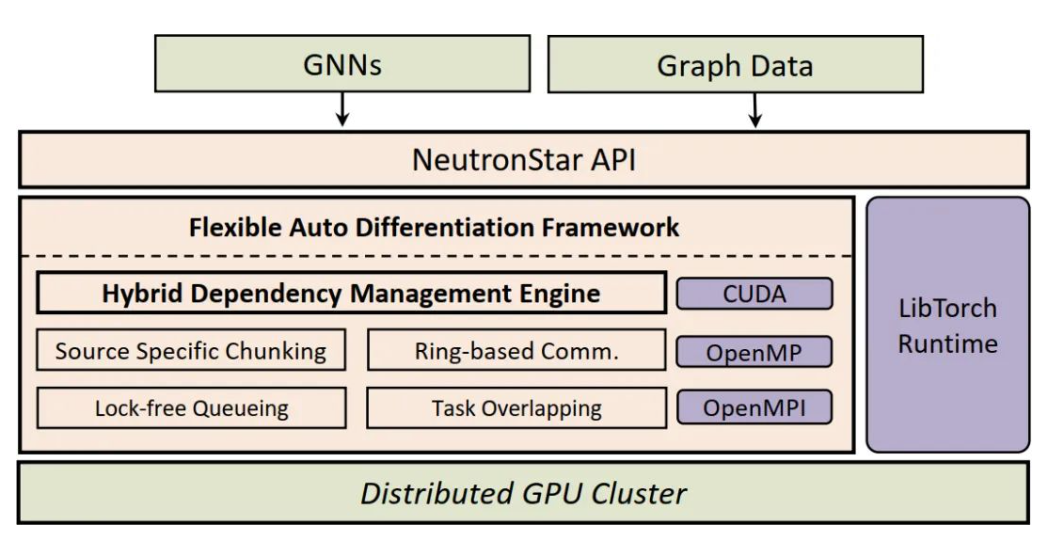 GNNs
Graph Data
NeutronStar API
Flexible Auto Differentiation Framework
Hybrid Dependency Management Engine
CUDA
Source Specific Chunking
Ring-based Comm.
OpenMP
Lock-free Queueing
Task Overlapping
OpenMPI
LibTorch
Runtime
Distributed GPU Cluster